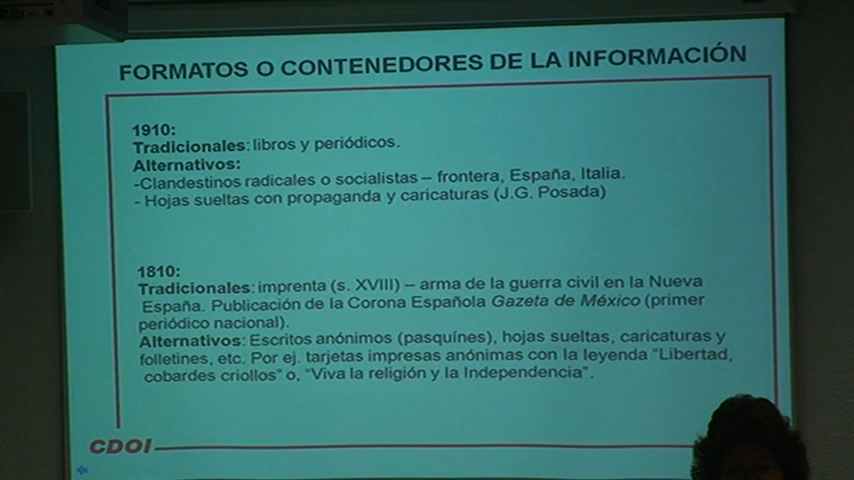 FORMATOS O CONTENEDORES DE LA INFORMACIÓN
1910:
Tradicionales: libros y periódicos.
Alternativos:
-Clandestinos radicales o socialistas – frontera, España, Italia.
- Hojas sueltas con propaganda y caricaturas (J.G. Posada)
1810:
Tradicionales: imprenta (s. XVIII) – arma de la guerra civil en la Nueva
España. Publicación de la Corona Española Gazeta de México (primer
periódico nacional).
Alternativos: Escritos anónimos (pasquínes), hojas sueltas, caricaturas y
folletines, etc. Por ej. tarjetas impresas anónimas con la leyenda “Libertad,
cobardes criollos” o, “Viva la religión y la Independencia”.
CDOI